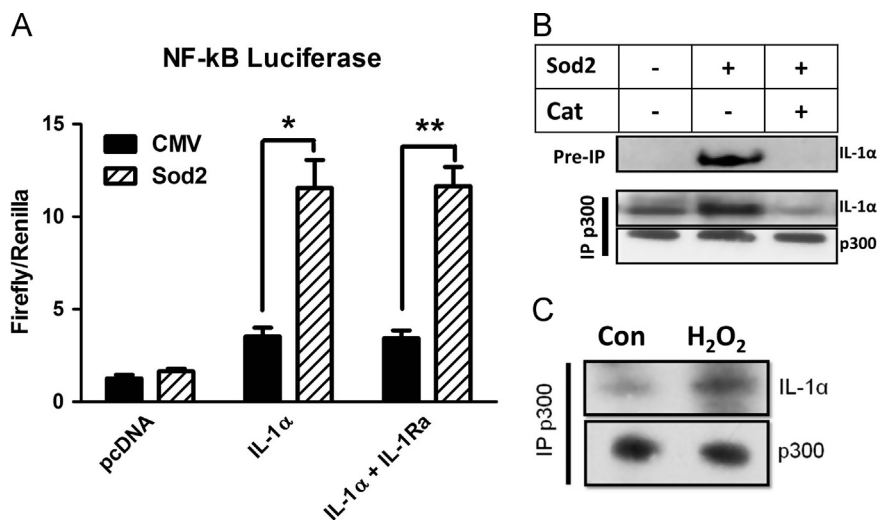 A
NF-kB Luciferase
Firefly/Renilla
15
10
5
0
CMV
Sod2
*
**
pcDNA
IL-1α
IL-1α + IL-1Ra
B
Sod2 - + +
Cat - - +
Pre-IP IL-1α
IP p300
IL-1α
p300
C
Con H₂O₂
IP p300
IL-1α
p300